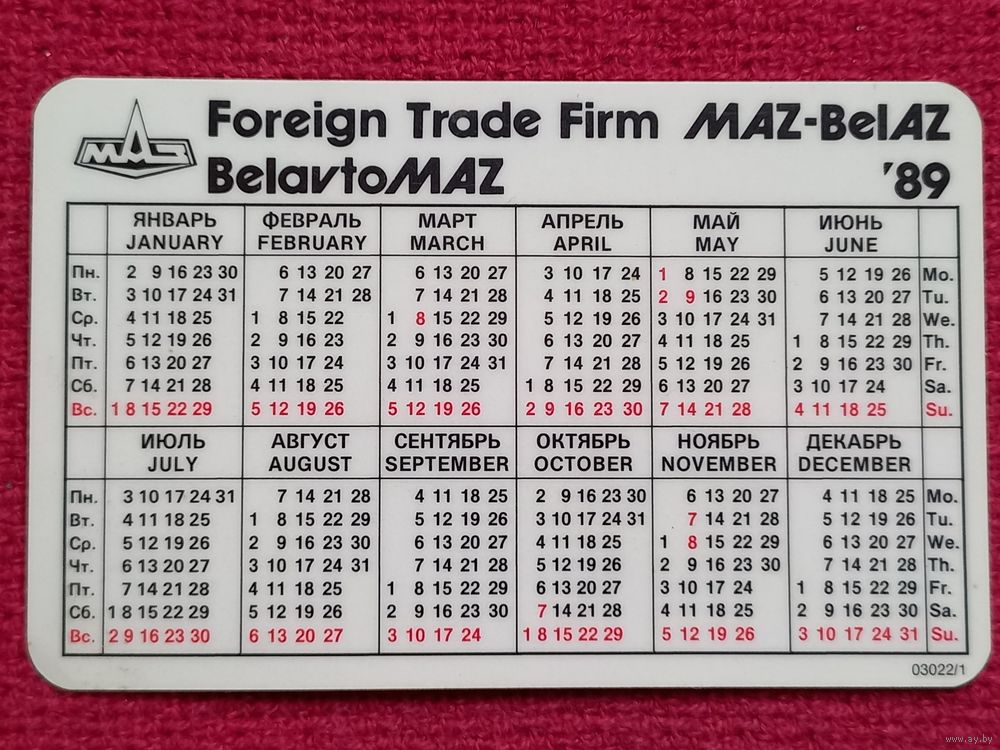 МАЗ
Foreign Trade Firm MAZ-BelAZ
BelavtoMAZ '89
ЯНВАРЬ ФЕВРАЛЬ МАРТ АПРЕЛЬ МАЙ ИЮНЬ
JANUARY FEBRUARY MARCH APRIL MAY JUNE
Пн. 2 9 16 23 30 6 13 20 27 6 13 20 27 3 10 17 24 1 8 15 22 29 5 12 19 26 Mo.
Вт. 3 10 17 24 31 7 14 21 28 7 14 21 28 4 11 18 25 2 9 16 23 30 6 13 20 27 Tu.
Ср. 4 11 18 25 1 8 15 22 1 8 15 22 29 5 12 19 26 3 10 17 24 31 7 14 21 28 We.
Чт. 5 12 19 26 2 9 16 23 2 9 16 23 30 6 13 20 27 4 11 18 25 1 8 15 22 29 Th.
Пт. 6 13 20 27 3 10 17 24 3 10 17 24 31 7 14 21 28 5 12 19 26 2 9 16 23 30 Fr.
Сб. 7 14 21 28 4 11 18 25 4 11 18 25 1 8 15 22 29 6 13 20 27 3 10 17 24 Sa.
Вс. 1 8 15 22 29 5 12 19 26 5 12 19 26 2 9 16 23 30 7 14 21 28 4 11 18 25 Su.
ИЮЛЬ АВГУСТ СЕНТЯБРЬ ОКТЯБРЬ НОЯБРЬ ДЕКАБРЬ
JULY AUGUST SEPTEMBER OCTOBER NOVEMBER DECEMBER
Пн. 3 10 17 24 31 7 14 21 28 4 11 18 25 2 9 16 23 30 6 13 20 27 4 11 18 25 Mo.
Вт. 4 11 18 25 1 8 15 22 29 5 12 19 26 3 10 17 24 31 7 14 21 28 5 12 19 26 Tu.
Ср. 5 12 19 26 2 9 16 23 30 6 13 20 27 4 11 18 25 1 8 15 22 29 6 13 20 27 We.
Чт. 6 13 20 27 3 10 17 24 31 7 14 21 28 5 12 19 26 2 9 16 23 30 7 14 21 28 Th.
Пт. 7 14 21 28 4 11 18 25 1 8 15 22 29 6 13 20 27 3 10 17 24 1 8 15 22 29 Fr.
Сб. 1 8 15 22 29 5 12 19 26 2 9 16 23 30 7 14 21 28 4 11 18 25 2 9 16 23 30 Sa.
Вс. 2 9 16 23 30 6 13 20 27 3 10 17 24 1 8 15 22 29 5 12 19 26 3 10 17 24 31 Su.
03022/1
www.ay.by